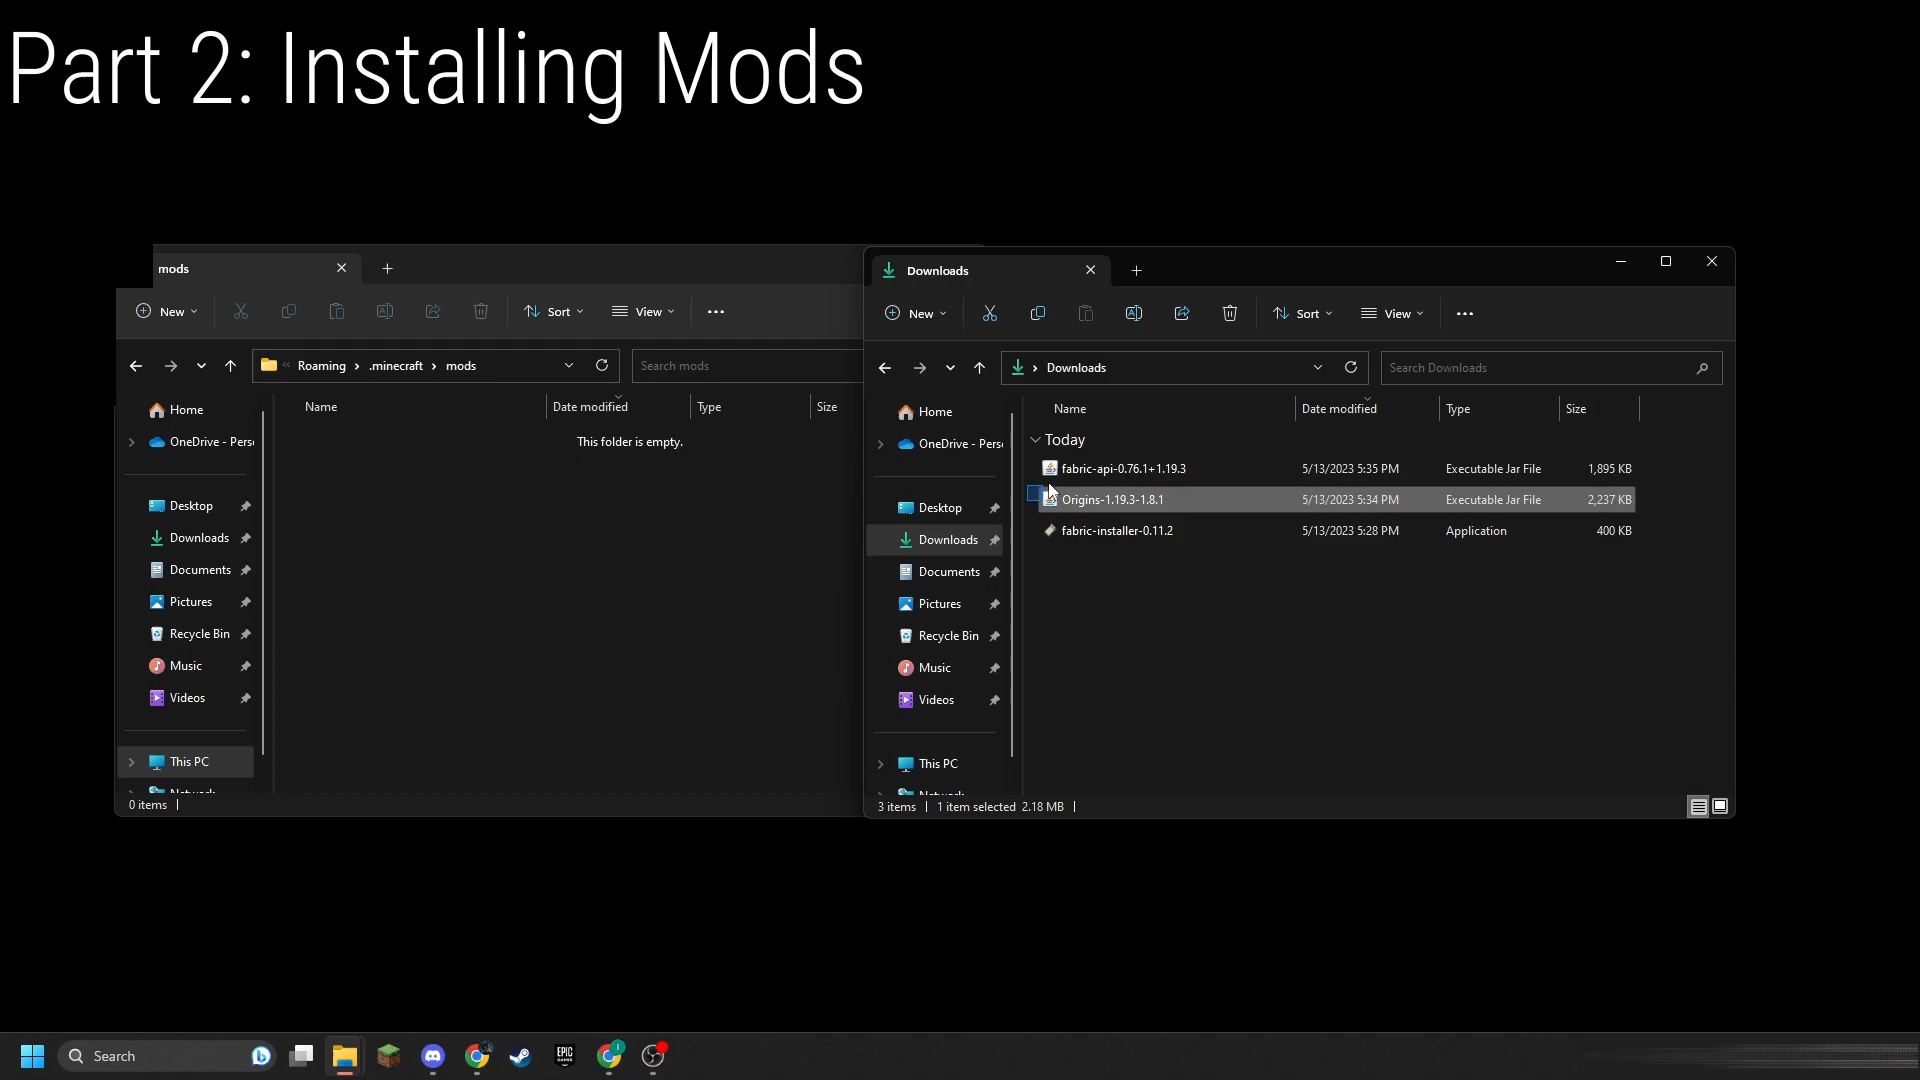 Part 2: Installing Mods
mods
New
Sort
View
Roaming › .minecraft › mods
Search mods
Name
Date modified
Type
Size
This folder is empty.
Home
OneDrive - Pers
Desktop
Downloads
Documents
Pictures
Recycle Bin
Music
Videos
This PC
Network
0 items
Downloads
New
Sort
View
Downloads
Search Downloads
Name
Date modified
Type
Size
Today
fabric-api-0.76.1+1.19.3 5/13/2023 5:35 PM Executable Jar File 1,895 KB
Origins-1.19.3-1.8.1 5/13/2023 5:34 PM Executable Jar File 2,237 KB
fabric-installer-0.11.2 5/13/2023 5:28 PM Application 400 KB
Home
OneDrive - Pers
Desktop
Downloads
Documents
Pictures
Recycle Bin
Music
Videos
This PC
Network
3 items
1 item selected 2.18 MB
Search
EPIC
GAMES